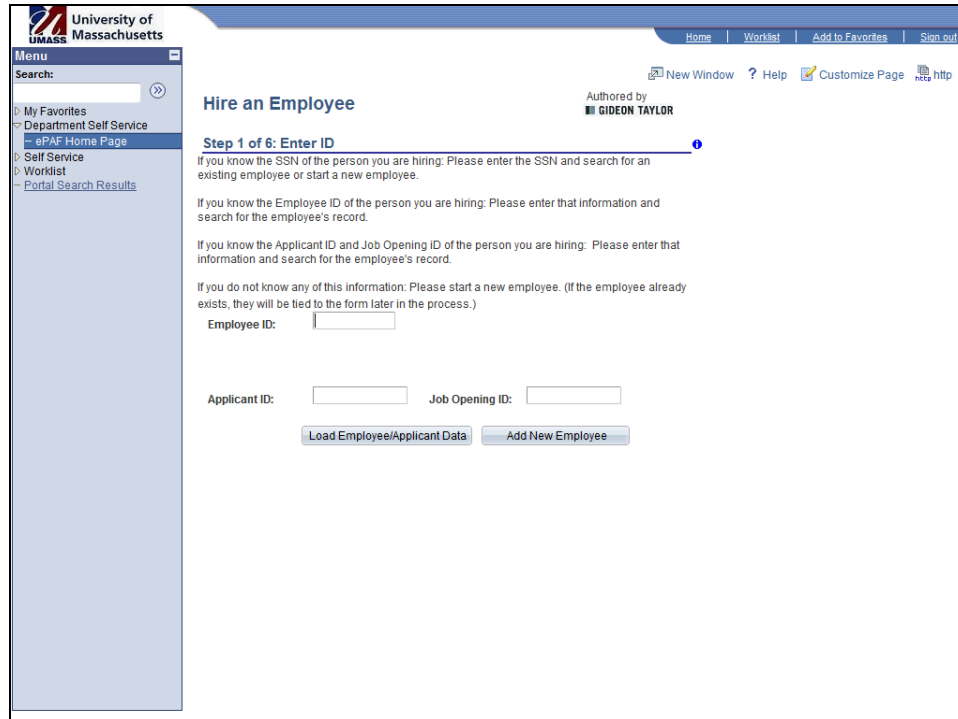 University of
UMASS Massachusetts
Home | Worklist | Add to Favorites | Sign out
Menu
Search:
My Favorites
Department Self Service
– ePAF Home Page
Self Service
Worklist
– Portal Search Results
New Window ? Help Customize Page http
Hire an Employee
Authored by
GIDEON TAYLOR
Step 1 of 6: Enter ID
If you know the SSN of the person you are hiring: Please enter the SSN and search for an
existing employee or start a new employee.
If you know the Employee ID of the person you are hiring: Please enter that information and
search for the employee's record.
If you know the Applicant ID and Job Opening iD of the person you are hiring: Please enter that
information and search for the employee's record.
If you do not know any of this information: Please start a new employee. (If the employee already
exists, they will be tied to the form later in the process.)
Employee ID:
Applicant ID: Job Opening ID:
Load Employee/Applicant Data Add New Employee